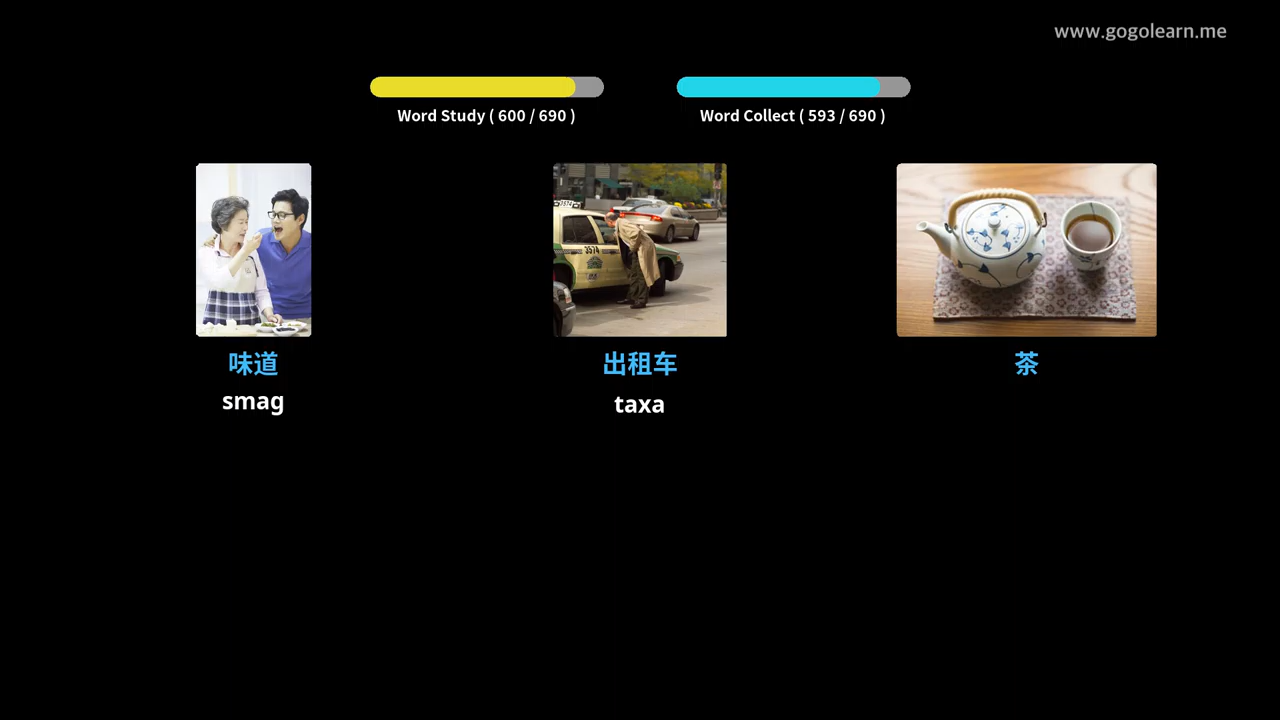 www.gogolearn.me
Word Study ( 600 / 690 )
Word Collect ( 593 / 690 )
3574
味道
出租车
茶
smag
taxa